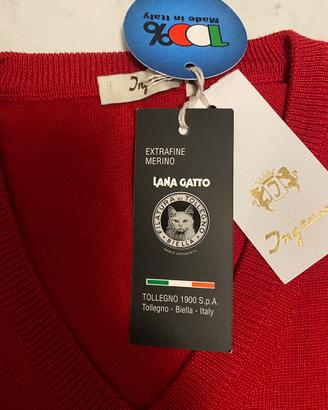 100%
Made in Italy
EXTRAFINE
MERINO
LANA GATTO
FILATURA DI TOLLEGNO
BIELLA
TOLLEGNO 1900 S.p.A.
Tollegno - Biella - Italy